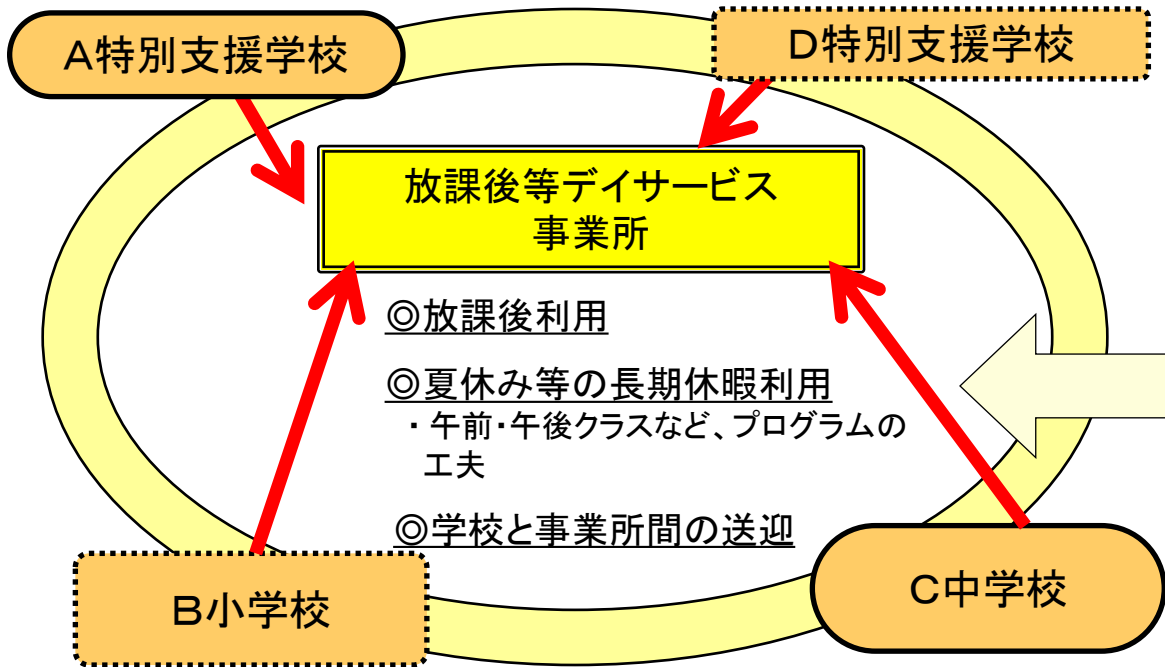 A特別支援学校
D特別支援学校
放課後等デイサービス
事業所
◎放課後利用
◎夏休み等の長期休暇利用
・午前・午後クラスなど、プログラムの
工夫
◎学校と事業所間の送迎
B小学校
C中学校